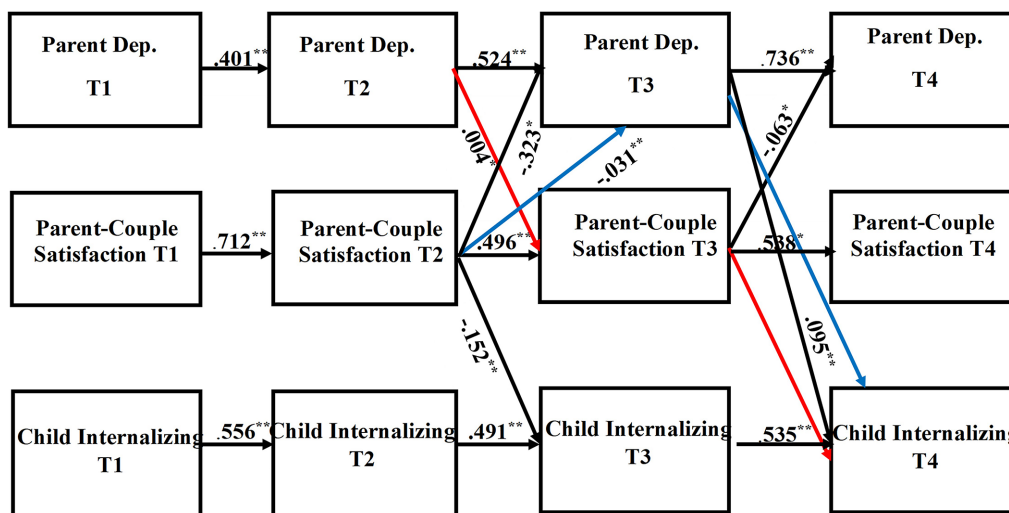 Parent Dep.
T1
.401**
Parent Dep.
T2
.524**
Parent Dep.
T3
.736**
Parent Dep.
T4
.004*
-.323*
-.031**
-.063*
Parent-Couple
Satisfaction T1
.712**
Parent-Couple
Satisfaction T2
.496**
Parent-Couple
Satisfaction T3
.538*
Parent-Couple
Satisfaction T4
-.152**
.095**
Child Internalizing
T1
.556**
Child Internalizing
T2
.491**
Child Internalizing
T3
.535**
Child Internalizing
T4